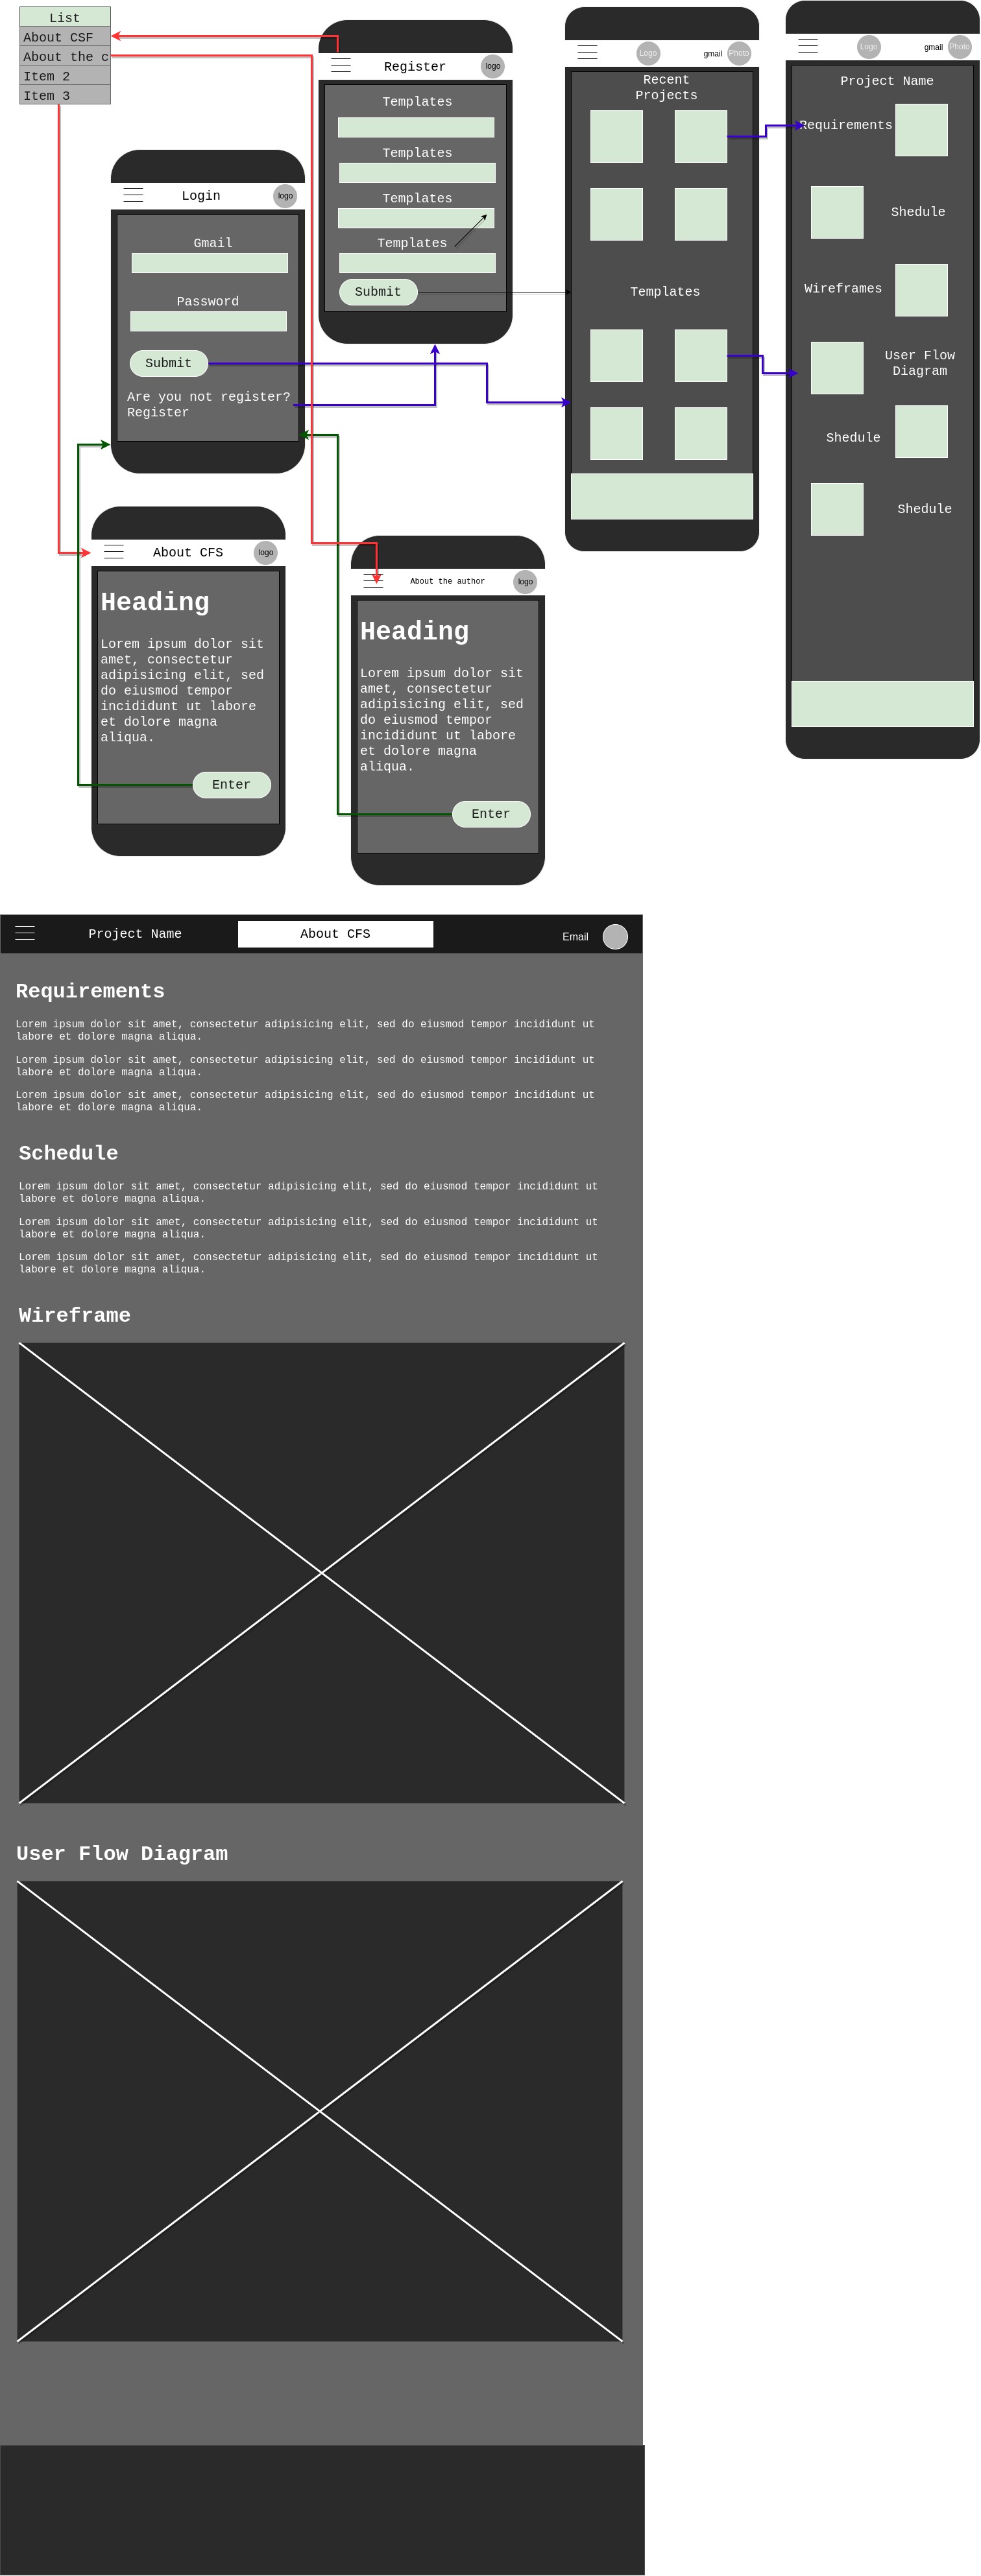 List
About CSF
About the c
Item 2
Item 3
Login
logo
Gmail
Password
Submit
Are you not register?
Register
Register
logo
Templates
Templates
Templates
Templates
Submit
Logo
gmail
Photo
Recent
Projects
Templates
Logo
gmail
Photo
Project Name
Requirements
Shedule
Wireframes
User Flow
Diagram
Shedule
Shedule
About CFS
logo
Heading
Lorem ipsum dolor sit
amet, consectetur
adipisicing elit, sed
do eiusmod tempor
incididunt ut labore
et dolore magna
aliqua.
Enter
About the author
logo
Heading
Lorem ipsum dolor sit
amet, consectetur
adipisicing elit, sed
do eiusmod tempor
incididunt ut labore
et dolore magna
aliqua.
Enter
Project Name
About CFS
Email
Requirements
Lorem ipsum dolor sit amet, consectetur adipisicing elit, sed do eiusmod tempor incididunt ut
labore et dolore magna aliqua.
Lorem ipsum dolor sit amet, consectetur adipisicing elit, sed do eiusmod tempor incididunt ut
labore et dolore magna aliqua.
Lorem ipsum dolor sit amet, consectetur adipisicing elit, sed do eiusmod tempor incididunt ut
labore et dolore magna aliqua.
Schedule
Lorem ipsum dolor sit amet, consectetur adipisicing elit, sed do eiusmod tempor incididunt ut
labore et dolore magna aliqua.
Lorem ipsum dolor sit amet, consectetur adipisicing elit, sed do eiusmod tempor incididunt ut
labore et dolore magna aliqua.
Lorem ipsum dolor sit amet, consectetur adipisicing elit, sed do eiusmod tempor incididunt ut
labore et dolore magna aliqua.
Wireframe
User Flow Diagram